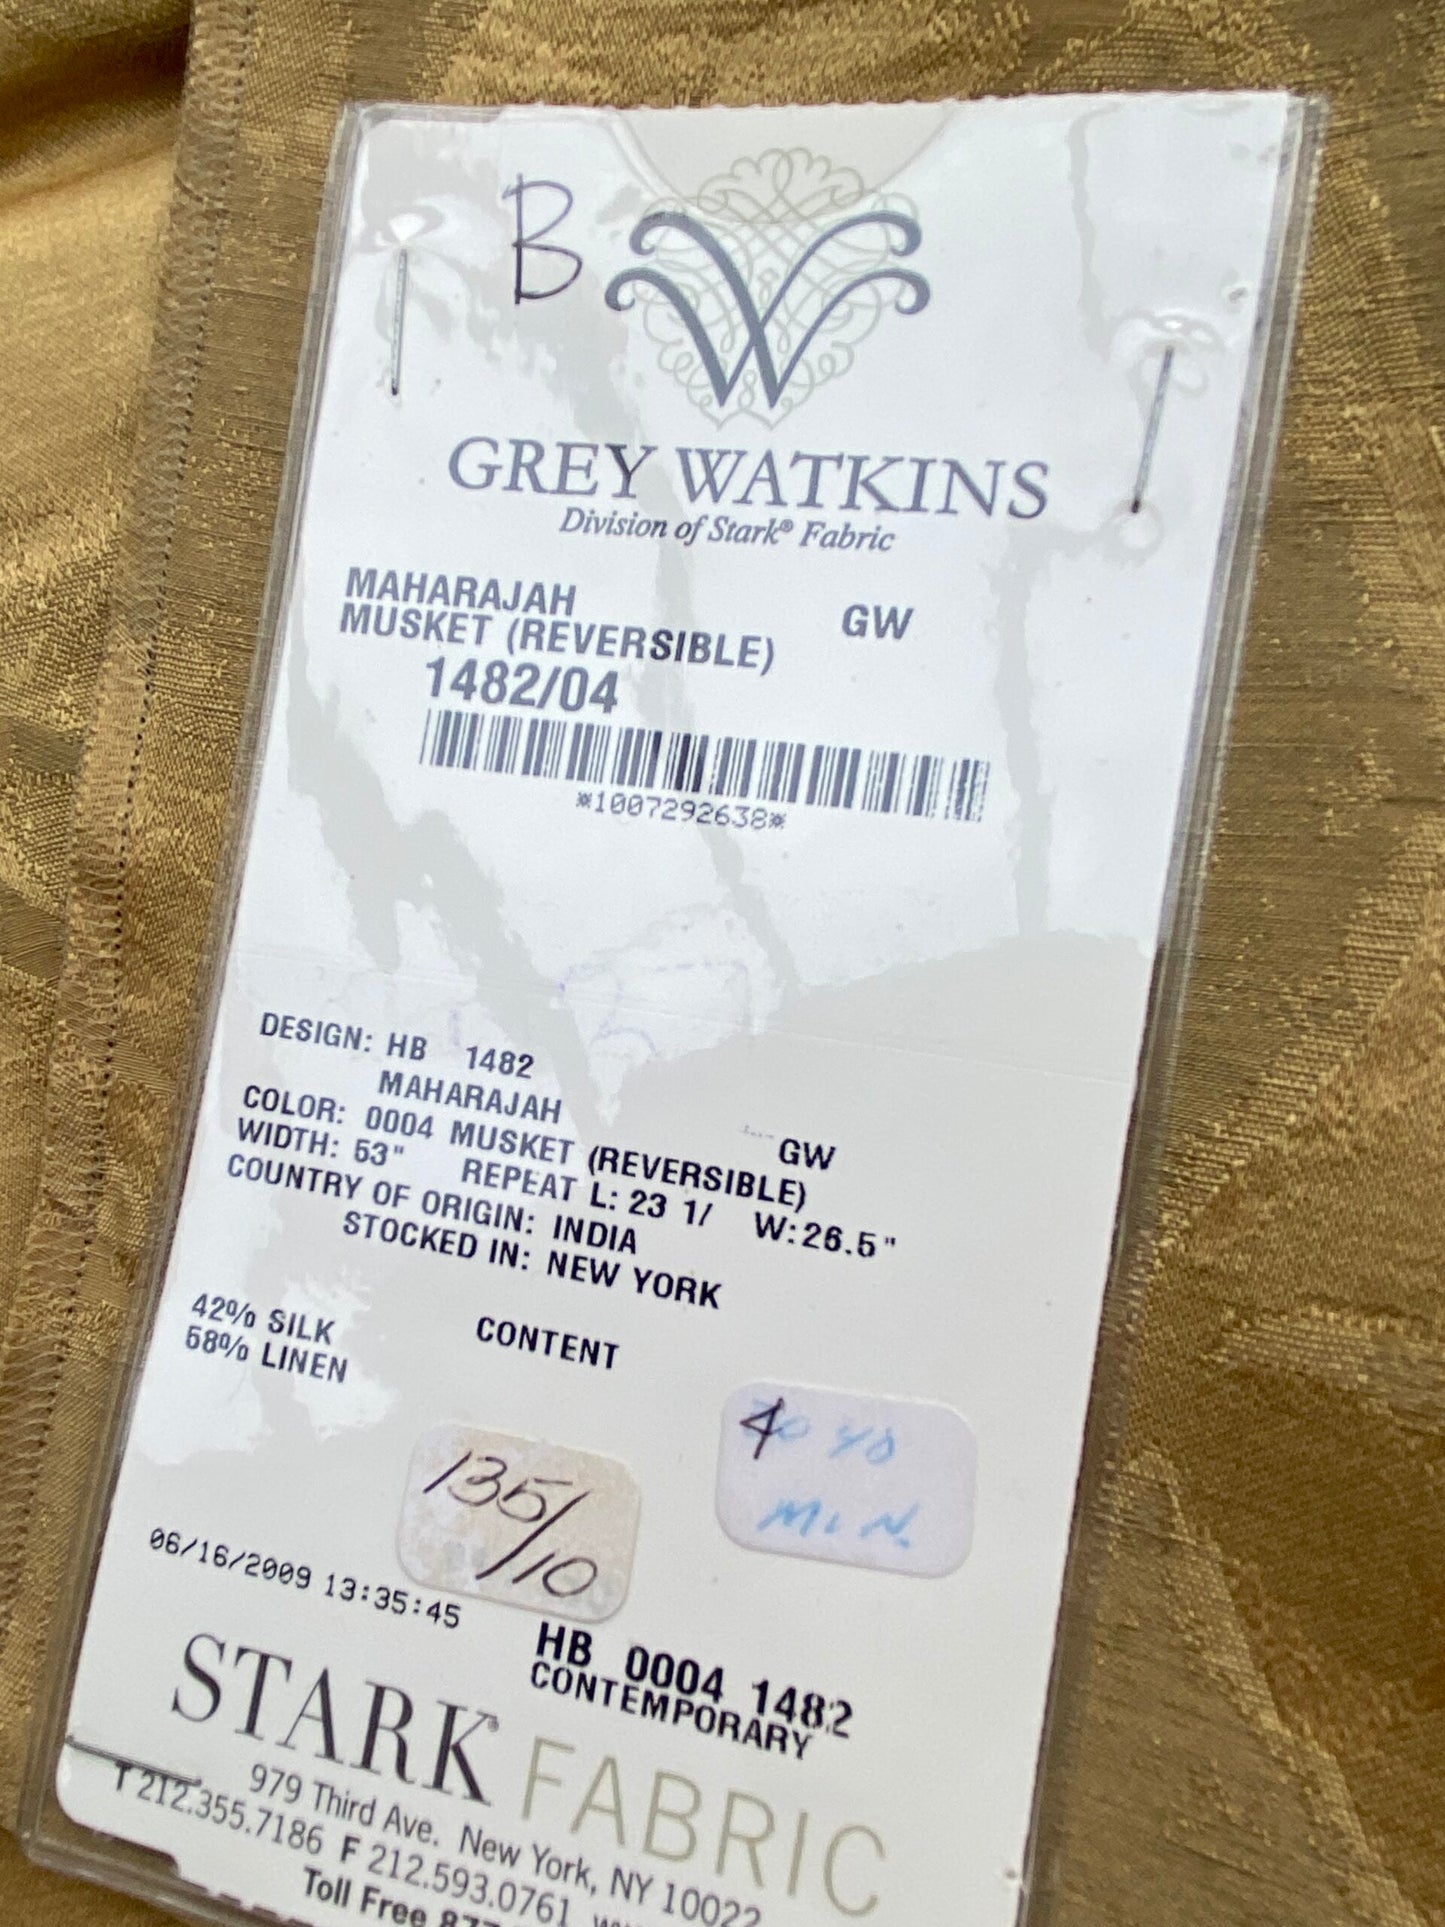 B
GREY WATKINS
Division of Stark® Fabric
MAHARAJAH GW
MUSKET (REVERSIBLE)
1482/04
*1007292638*
DESIGN: HB 1482
MAHARAJAH GW
COLOR: 0004 MUSKET (REVERSIBLE)
WIDTH: 53" REPEAT L: 23 1/ W:26.5"
COUNTRY OF ORIGIN: INDIA
STOCKED IN: NEW YORK
CONTENT
42% SILK
58% LINEN
4
MIN.
135/10
06/16/2009 13:35:45
HB 0004 1482
CONTEMPORARY
STARK® FABRIC
979 Third Ave. New York, NY 10022
T 212.355.7186 F 212.593.0761
Toll Free